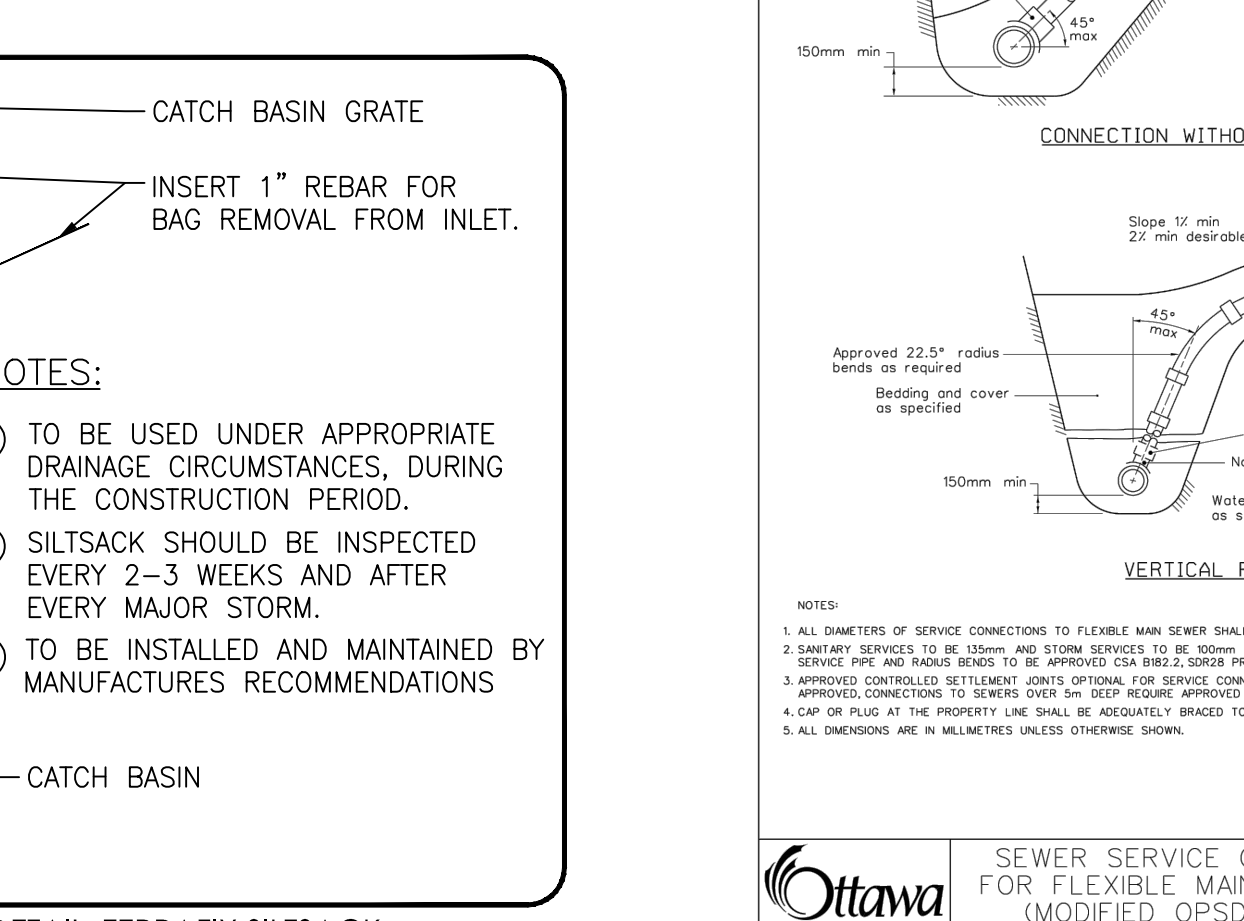 CATCH BASIN GRATE
INSERT 1" REBAR FOR
BAG REMOVAL FROM INLET.
OTES:
TO BE USED UNDER APPROPRIATE
DRAINAGE CIRCUMSTANCES, DURING
THE CONSTRUCTION PERIOD.
SILTSACK SHOULD BE INSPECTED
EVERY 2-3 WEEKS AND AFTER
EVERY MAJOR STORM.
TO BE INSTALLED AND MAINTAINED BY
MANUFACTURES RECOMMENDATIONS
CATCH BASIN
45°
max
150mm min
CONNECTION WITHO
Slope 1% min
2% min desirable
45°
max
Approved 22.5° radius
bends as required
Bedding and cover
as specified
150mm min
No
Wate
as s
VERTICAL
NOTES:
1. ALL DIAMETERS OF SERVICE CONNECTIONS TO FLEXIBLE MAIN SEWER SHALL
2. SANITARY SERVICES TO BE 135mm AND STORM SERVICES TO BE 100mm
SERVICE PIPE AND RADIUS BENDS TO BE APPROVED CSA B182.2, SDR28 PR
3. APPROVED CONTROLLED SETTLEMENT JOINTS OPTIONAL FOR SERVICE CONN
APPROVED, CONNECTIONS TO SEWERS OVER 5m DEEP REQUIRE APPROVED
4. CAP OR PLUG AT THE PROPERTY LINE SHALL BE ADEQUATELY BRACED TO
5. ALL DIMENSIONS ARE IN MILLIMETRES UNLESS OTHERWISE SHOWN.
Ottawa
SEWER SERVICE
FOR FLEXIBLE MAIN
(MODIFIED OPSD